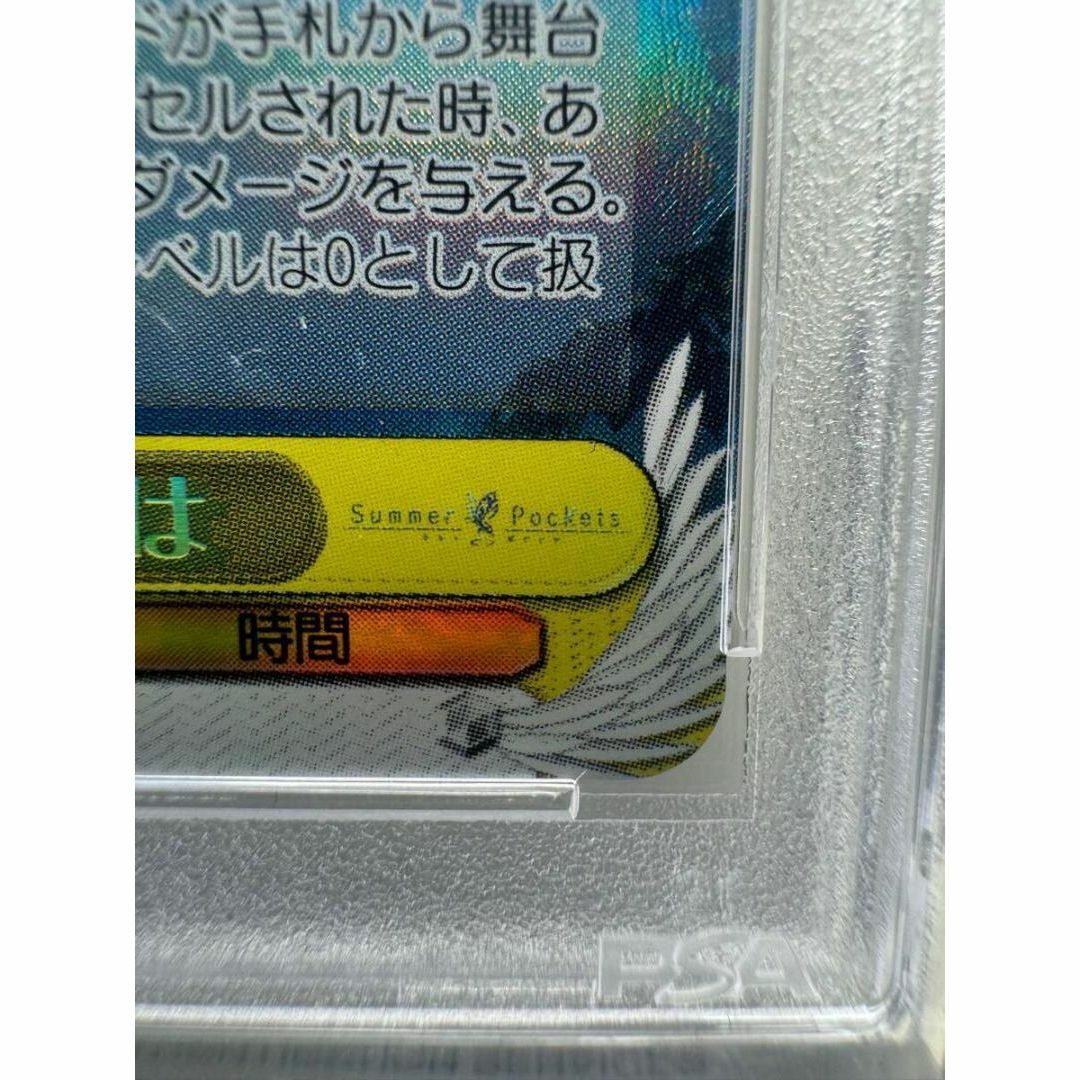 ドが手札から舞台
セルされた時、あ
ダメージを与える。
ベルは0として扱
は
Summer Pockets
時間
PSA